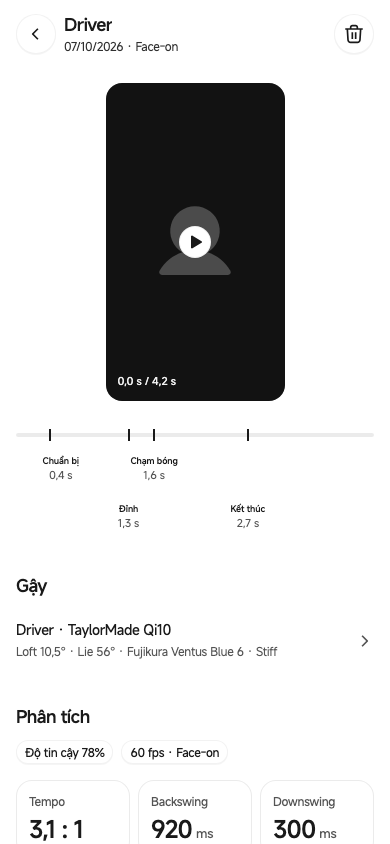 Driver
07/10/2026 · Face-on
0,0 s / 4,2 s
Chuẩn bị
0,4 s
Chạm bóng
1,6 s
Đỉnh
1,3 s
Kết thúc
2,7 s
Gậy
Driver · TaylorMade Qi10
Loft 10,5° · Lie 56° · Fujikura Ventus Blue 6 · Stiff
Phân tích
Độ tin cậy 78%
60 fps · Face-on
Tempo
3,1 : 1
Backswing
920 ms
Downswing
300 ms